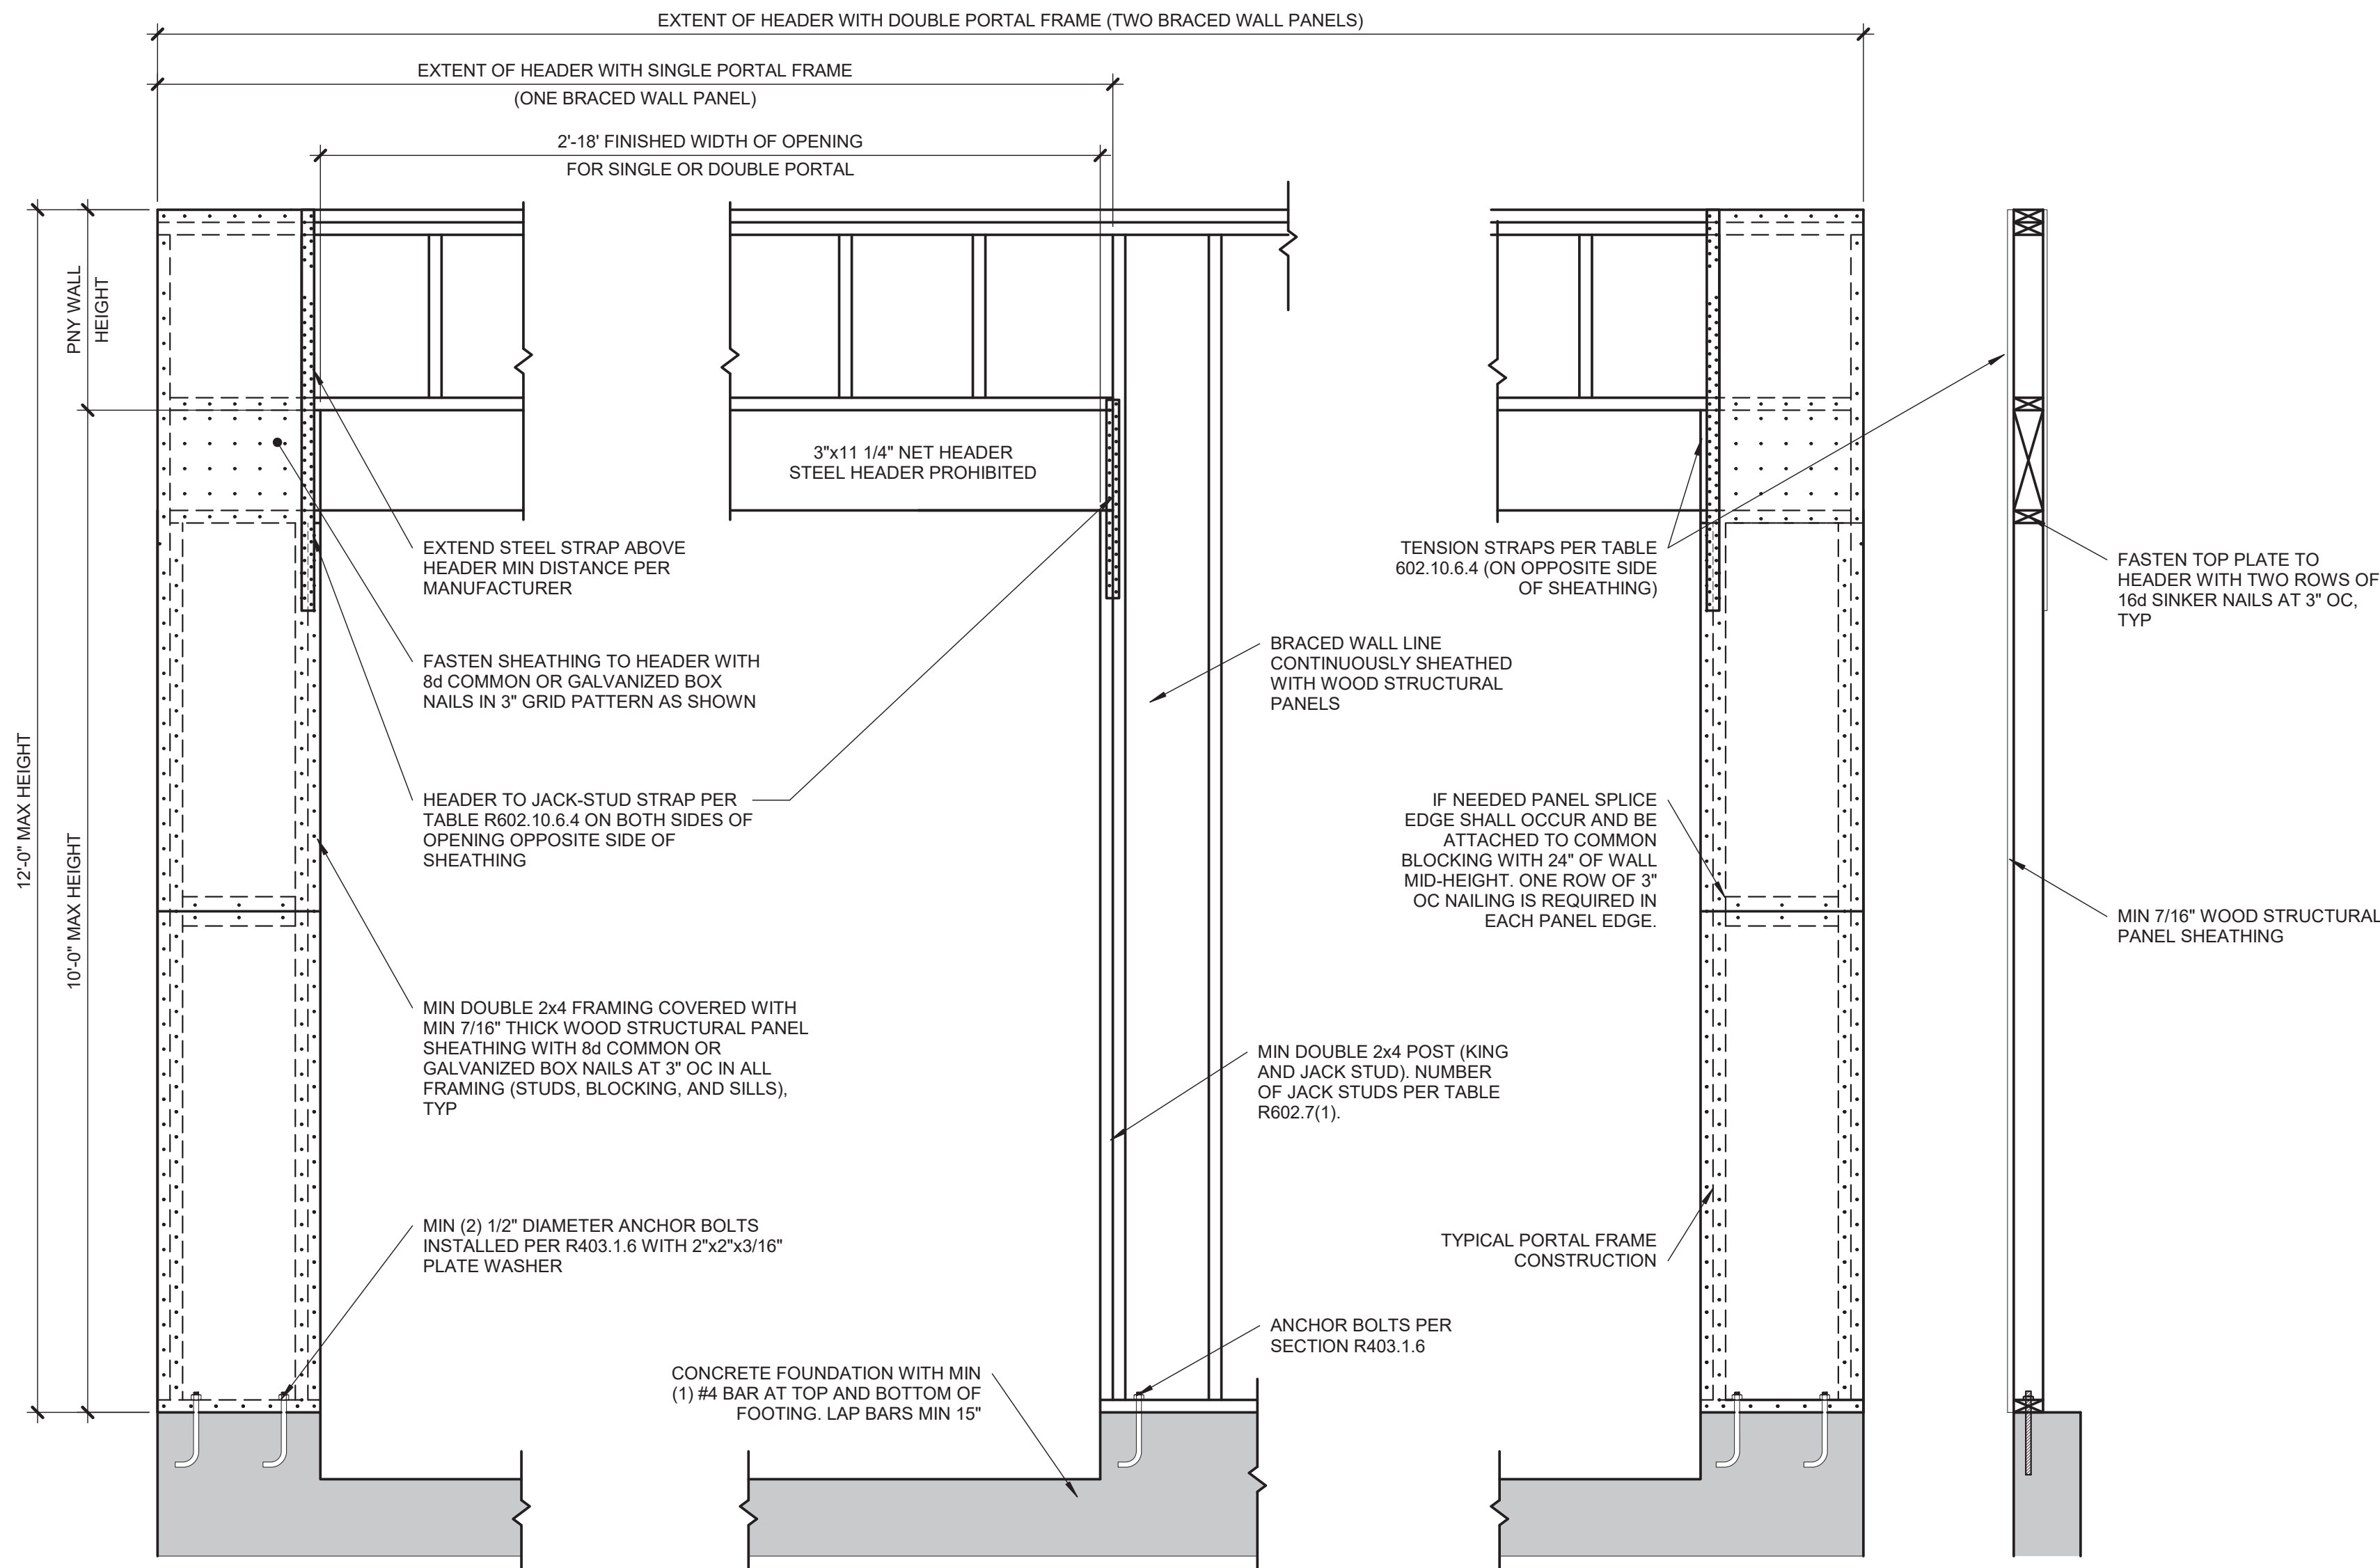 EXTENT OF HEADER WITH DOUBLE PORTAL FRAME (TWO BRACED WALL PANELS)
EXTENT OF HEADER WITH SINGLE PORTAL FRAME
(ONE BRACED WALL PANEL)
2'-18' FINISHED WIDTH OF OPENING
FOR SINGLE OR DOUBLE PORTAL
PNY WALL
HEIGHT
12'-0" MAX HEIGHT
10'-0" MAX HEIGHT
3"x11 1/4" NET HEADER
STEEL HEADER PROHIBITED
EXTEND STEEL STRAP ABOVE
HEADER MIN DISTANCE PER
MANUFACTURER
FASTEN SHEATHING TO HEADER WITH
8d COMMON OR GALVANIZED BOX
NAILS IN 3" GRID PATTERN AS SHOWN
HEADER TO JACK-STUD STRAP PER
TABLE R602.10.6.4 ON BOTH SIDES OF
OPENING OPPOSITE SIDE OF
SHEATHING
MIN DOUBLE 2x4 FRAMING COVERED WITH
MIN 7/16" THICK WOOD STRUCTURAL PANEL
SHEATHING WITH 8d COMMON OR
GALVANIZED BOX NAILS AT 3" OC IN ALL
FRAMING (STUDS, BLOCKING, AND SILLS),
TYP
MIN (2) 1/2" DIAMETER ANCHOR BOLTS
INSTALLED PER R403.1.6 WITH 2"x2"x3/16"
PLATE WASHER
CONCRETE FOUNDATION WITH MIN
(1) #4 BAR AT TOP AND BOTTOM OF
FOOTING. LAP BARS MIN 15"
BRACED WALL LINE
CONTINUOUSLY SHEATHED
WITH WOOD STRUCTURAL
PANELS
MIN DOUBLE 2x4 POST (KING
AND JACK STUD). NUMBER
OF JACK STUDS PER TABLE
R602.7(1).
ANCHOR BOLTS PER
SECTION R403.1.6
TENSION STRAPS PER TABLE
602.10.6.4 (ON OPPOSITE SIDE
OF SHEATHING)
IF NEEDED PANEL SPLICE
EDGE SHALL OCCUR AND BE
ATTACHED TO COMMON
BLOCKING WITH 24" OF WALL
MID-HEIGHT. ONE ROW OF 3"
OC NAILING IS REQUIRED IN
EACH PANEL EDGE.
TYPICAL PORTAL FRAME
CONSTRUCTION
FASTEN TOP PLATE TO
HEADER WITH TWO ROWS OF
16d SINKER NAILS AT 3" OC,
TYP
MIN 7/16" WOOD STRUCTURAL
PANEL SHEATHING